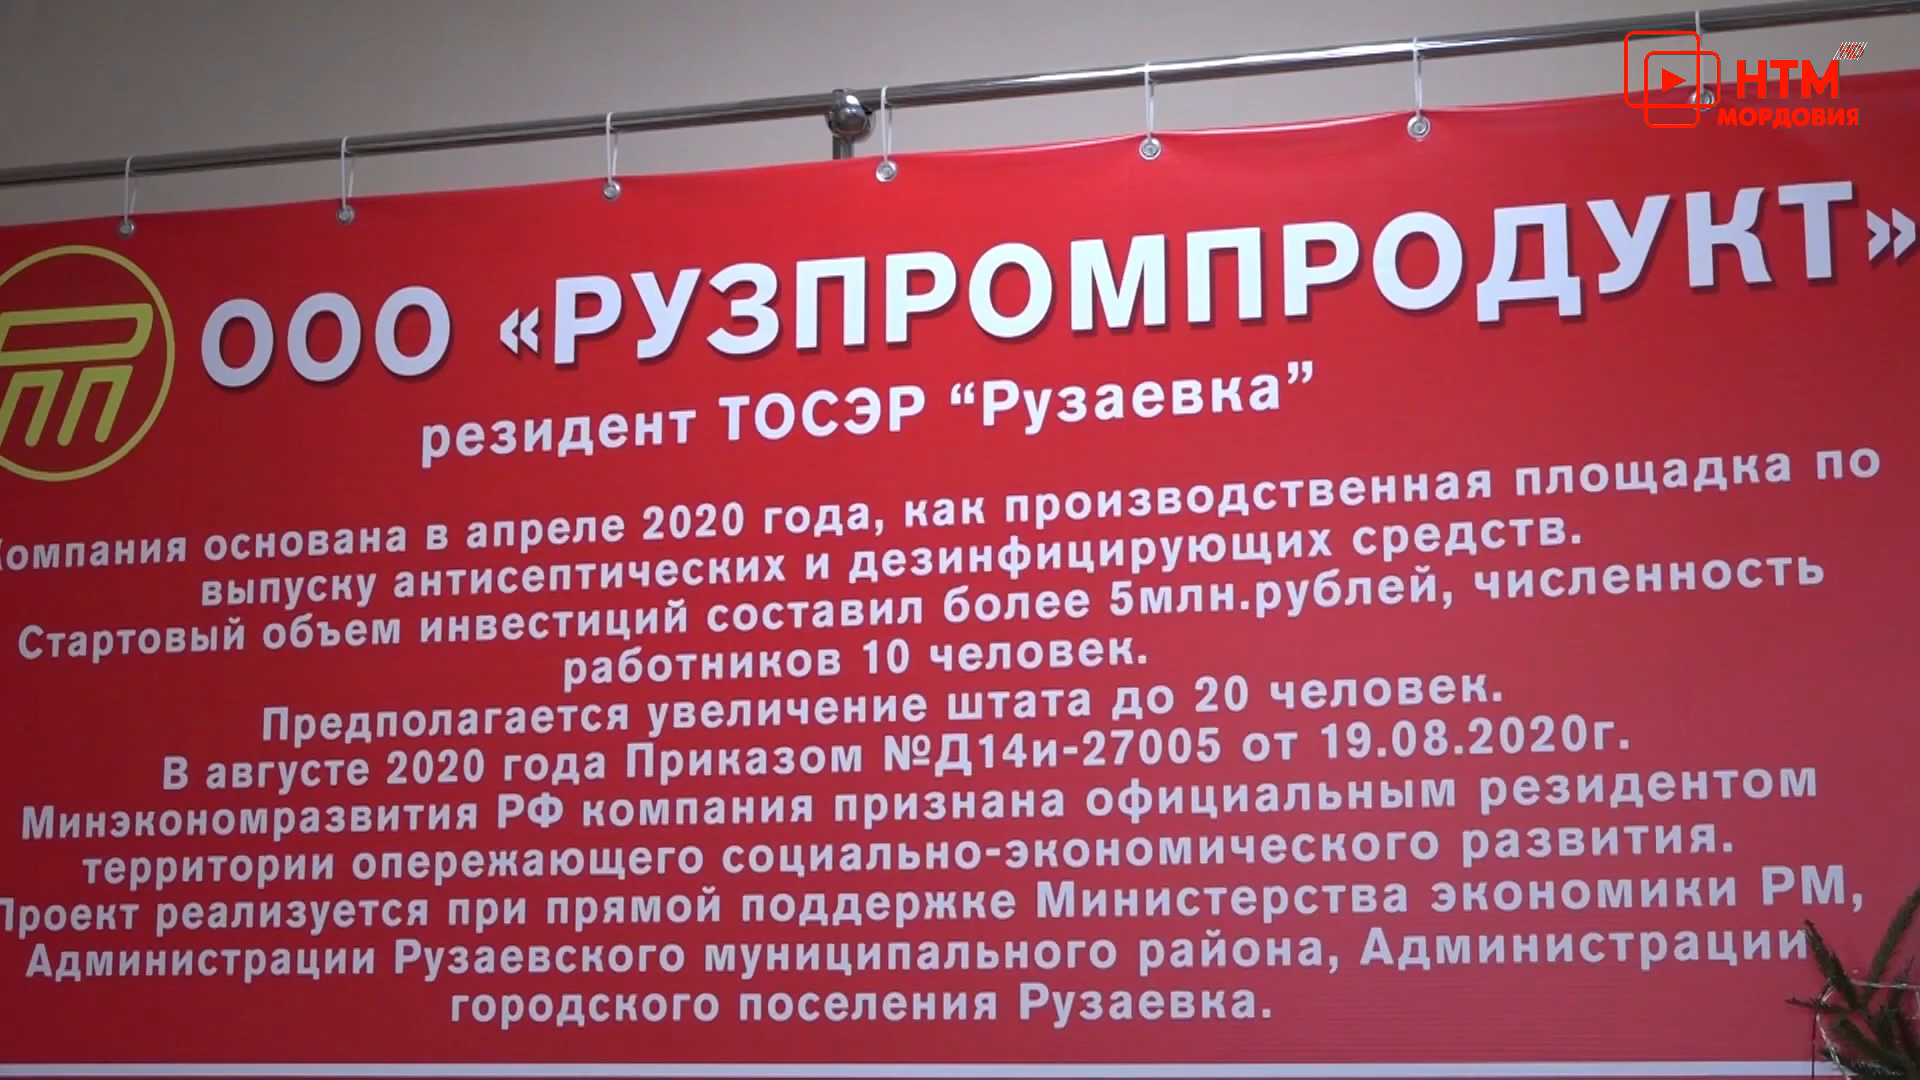 НТМ
МОРДОВИЯ
ООО «РУЗПРОМПРОДУКТ»
резидент ТОСЭР “Рузаевка”
Компания основана в апреле 2020 года, как производственная площадка по
выпуску антисептических и дезинфицирующих средств.
Стартовый объем инвестиций составил более 5млн.рублей, численность
работников 10 человек.
Предполагается увеличение штата до 20 человек.
В августе 2020 года Приказом №Д14и-27005 от 19.08.2020г.
Минэкономразвития РФ компания признана официальным резидентом
территории опережающего социально-экономического развития.
Проект реализуется при прямой поддержке Министерства экономики РМ,
Администрации Рузаевского муниципального района, Администрации
городского поселения Рузаевка.